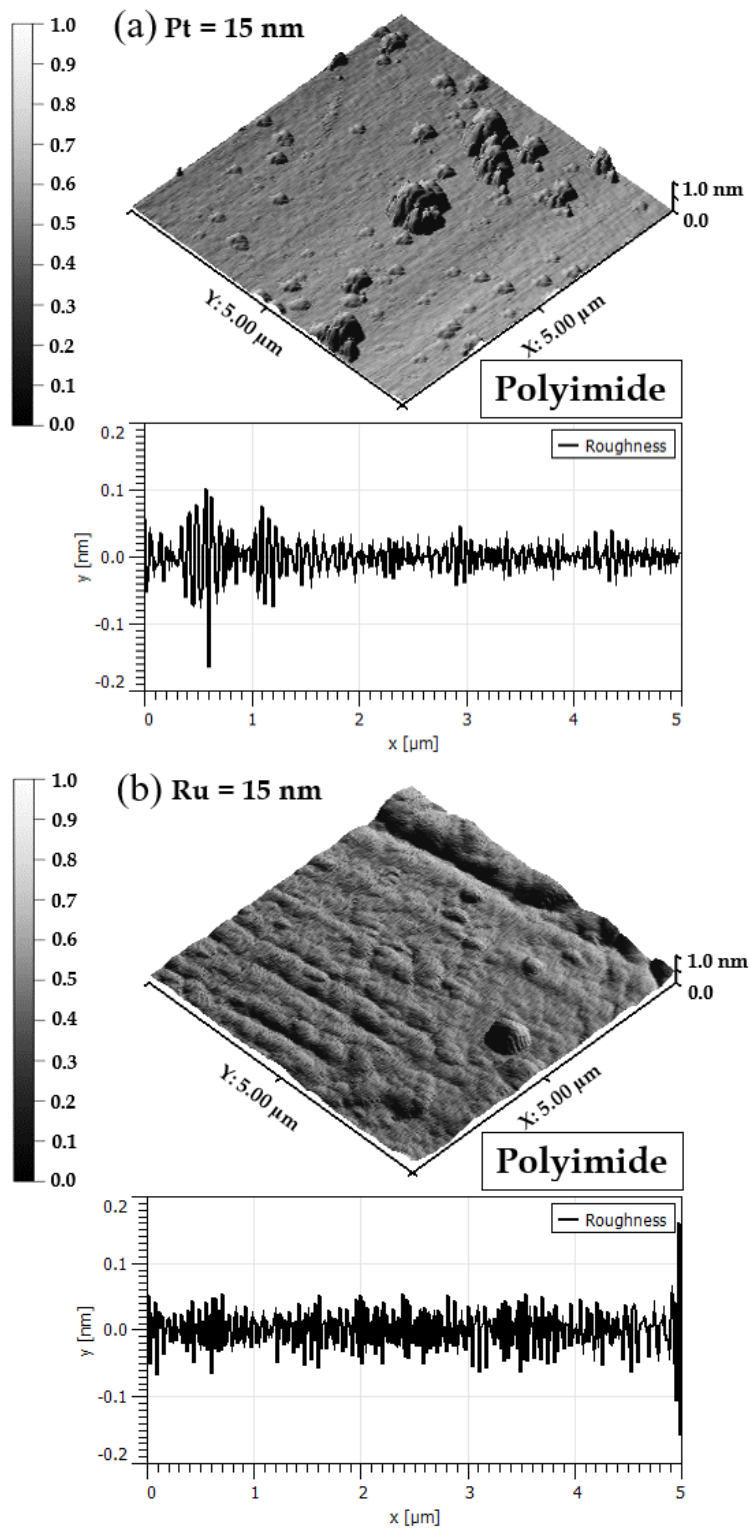 (a) Pt = 15 nm
1.0
0.9
0.8
0.7
0.6
0.5
0.4
0.3
0.2
0.1
0.0
1.0 nm
0.0
Y: 5.00 µm
X: 5.00 µm
Polyimide
Roughness
0.2
0.1
0.0
-0.1
-0.2
y [nm]
0 1 2 3 4 5
x [µm]
(b) Ru = 15 nm
1.0
0.9
0.8
0.7
0.6
0.5
0.4
0.3
0.2
0.1
0.0
1.0 nm
0.0
Y: 5.00 µm
X: 5.00 µm
Polyimide
Roughness
0.2
0.1
0.0
-0.1
-0.2
y [nm]
0 1 2 3 4 5
x [µm]